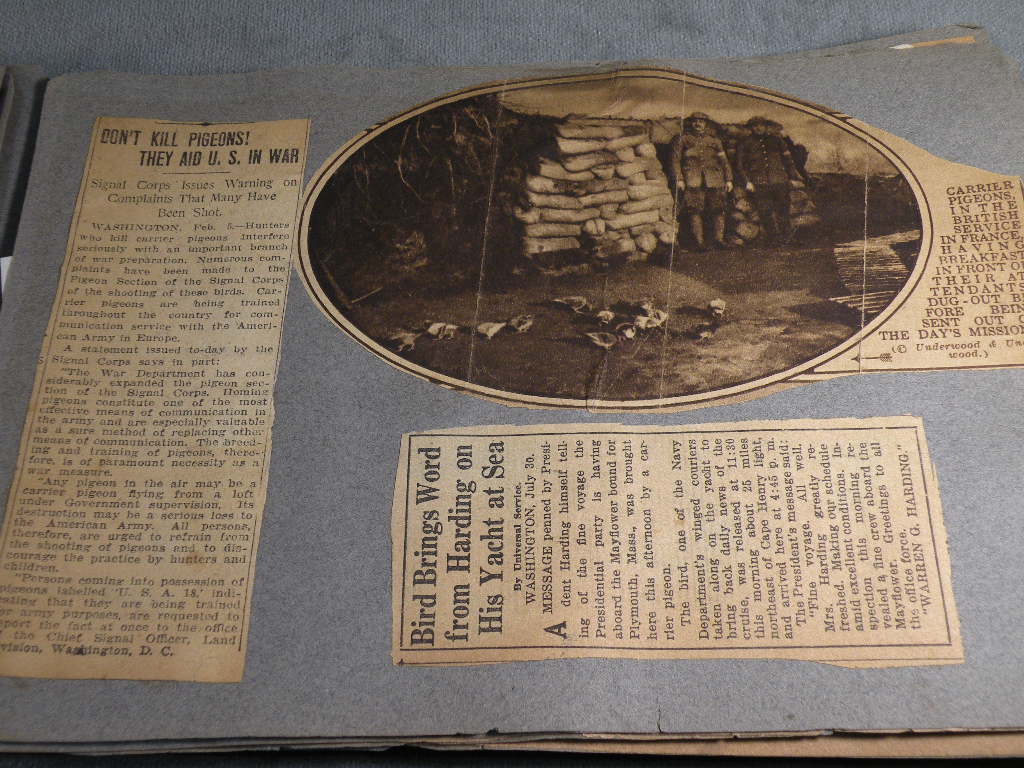 DON'T KILL PIGEONS!
THEY AID U. S. IN WAR
Signal Corps Issues Warning on
Complaints That Many Have
Been Shot.
WASHINGTON, Feb. 5.—Hunters
who kill carrier pigeons interfere
seriously with an important branch
of war preparation. Numerous com-
plaints have been made to the
Pigeon Section of the Signal Corps
of the shooting of these birds. Car-
rier pigeons are being trained
throughout the country for com-
munication service with the Ameri-
can Army in Europe.
A statement issued to-day by the
Signal Corps says in part:
"The War Department has con-
siderably expanded the pigeon sec-
tion of the Signal Corps. Homing
pigeons constitute one of the most
effective means of communication in
the army and are especially valuable
as a sure method of replacing other
means of communication. The breed-
ing and training of pigeons, there-
fore, is of paramount necessity as a
war measure.
"Any pigeon in the air may be a
carrier pigeon flying from a loft
under Government supervision. Its
destruction may be a serious loss to
the American Army. All persons,
therefore, are urged to refrain from
the shooting of pigeons and to dis-
courage the practice by hunters and
children.
"Persons coming into possession of
pigeons labelled 'U. S. A. 18,' indi-
cating that they are being trained
for army purposes, are requested to
report the fact at once to the office
the Chief Signal Officer, Land
vision, Washington, D. C.
CARRIER
PIGEONS,
IN THE
BRITISH
SERVICE
IN FRANCE,
HAVING
BREAKFAST
IN FRONT OF
THEIR AT
TENDANTS
DUG-OUT BE
FORE BEIN
SENT OUT O
THE DAY'S MISSION
(© Underwood & Un
wood.)
Bird Brings Word
from Harding on
His Yacht at Sea
By Universal Service.
WASHINGTON, July 30.
A MESSAGE penned by Presi-
dent Harding himself tell-
ing of the fine voyage the
Presidential party is having
aboard the Mayflower bound for
Plymouth, Mass., was brought
here this afternoon by a car-
rier pigeon.
The bird, one of the Navy
Department's winged couriers
taken along on the yacht to
bring back daily news of the
cruise, was released at 11:30
this morning about 25 miles
northeast of Cape Henry light,
and arrived here at 4:45 p. m.
The President's message said:
"Fine voyage. All well.
Mrs. Harding greatly re-
freshed. Making our schedule
amid excellent conditions. In-
spection this morning re-
vealed a fine crew aboard the
Mayflower. Greetings to all
the office force.
"WARREN G. HARDING."